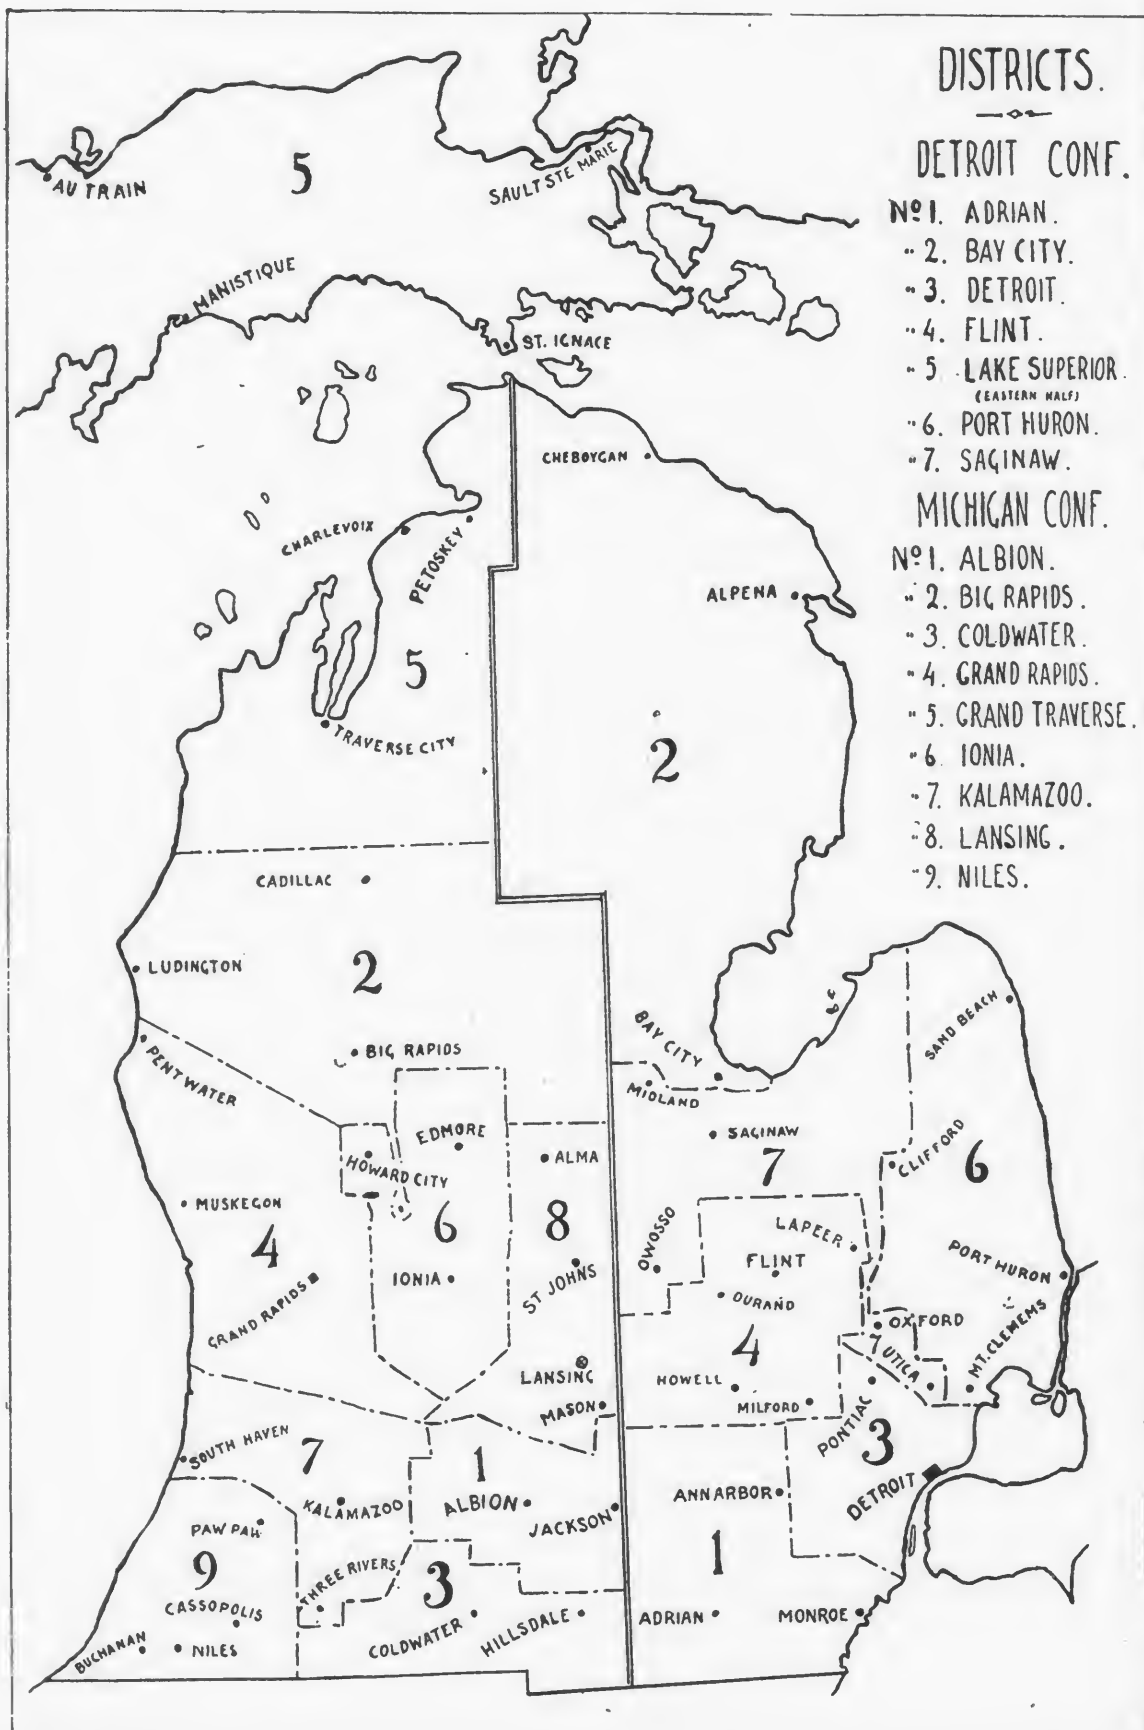 DISTRICTS.
DETROIT CONF.
Nº 1. ADRIAN.
" 2. BAY CITY.
" 3. DETROIT.
" 4. FLINT.
" 5. LAKE SUPERIOR.
(EASTERN HALF)
" 6. PORT HURON.
" 7. SAGINAW.
MICHIGAN CONF.
Nº 1. ALBION.
" 2. BIG RAPIDS.
" 3. COLDWATER.
" 4. GRAND RAPIDS.
" 5. GRAND TRAVERSE.
" 6. IONIA.
" 7. KALAMAZOO.
" 8. LANSING.
" 9. NILES.
5
AU TRAIN
SAULT STE MARIE
MANISTIQUE
ST. IGNACE
CHEBOYGAN
CHARLEVOIX
PETOSKEY
ALPENA
5
TRAVERSE CITY
2
CADILLAC
LUDINGTON
2
BAY CITY
SAND BEACH
PENTWATER
BIG RAPIDS
MIDLAND
EDMORE
SAGINAW
HOWARD CITY
ALMA
7
CLIFFORD
6
MUSKEGON
4
6
8
OWOSSO
LAPEER
FLINT
PORT HURON
GRAND RAPIDS
IONIA
ST JOHNS
DURAND
OXFORD
MT. CLEMEMS
4
7
UTICA
LANSING
HOWELL
MILFORD
MASON
PONTIAC
3
SOUTH HAVEN
7
1
DETROIT
KALAMAZOO
ALBION
JACKSON
ANN ARBOR
PAW PAW
9
THREE RIVERS
3
1
CASSOPOLIS
COLDWATER
HILLSDALE
ADRIAN
MONROE
BUCHANAN
NILES